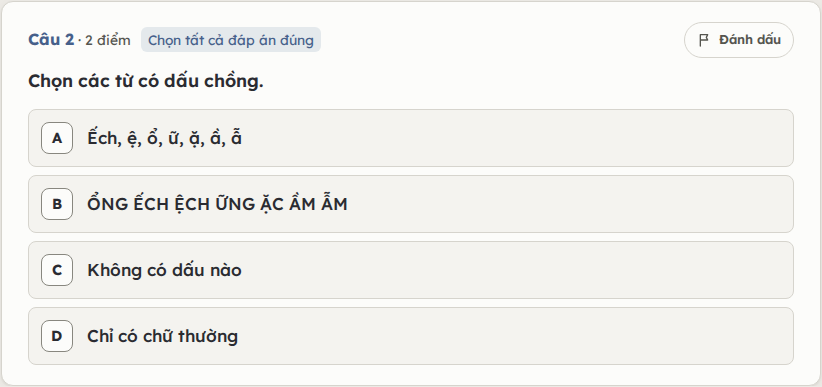 Câu 2 · 2 điểm Chọn tất cả đáp án đúng Đánh dấu
Chọn các từ có dấu chồng.
A Ếch, ệ, ổ, ữ, ặ, ầ, ẫ
B ỔNG ẾCH ỆCH ỮNG ẶC ẦM ẪM
C Không có dấu nào
D Chỉ có chữ thường